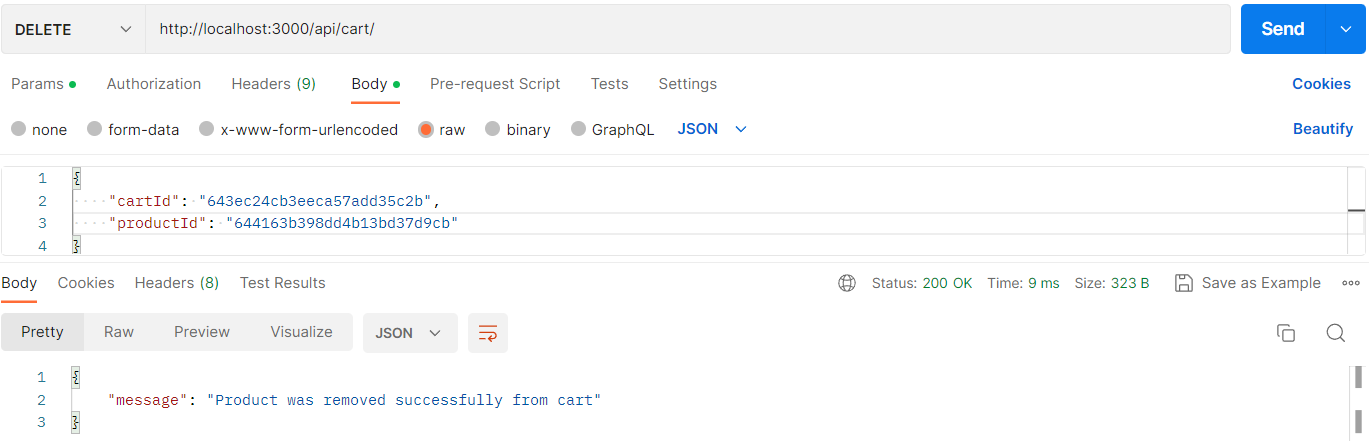 DELETE http://localhost:3000/api/cart/ Send
Params Authorization Headers (9) Body Pre-request Script Tests Settings Cookies
none form-data x-www-form-urlencoded raw binary GraphQL JSON Beautify
1 {
2 "cartId": "643ec24cb3eeca57add35c2b",
3 "productId": "644163b398dd4b13bd37d9cb"
4 }
Body Cookies Headers (8) Test Results Status: 200 OK Time: 9 ms Size: 323 B Save as Example
Pretty Raw Preview Visualize JSON
1 {
2 "message": "Product was removed successfully from cart"
3 }